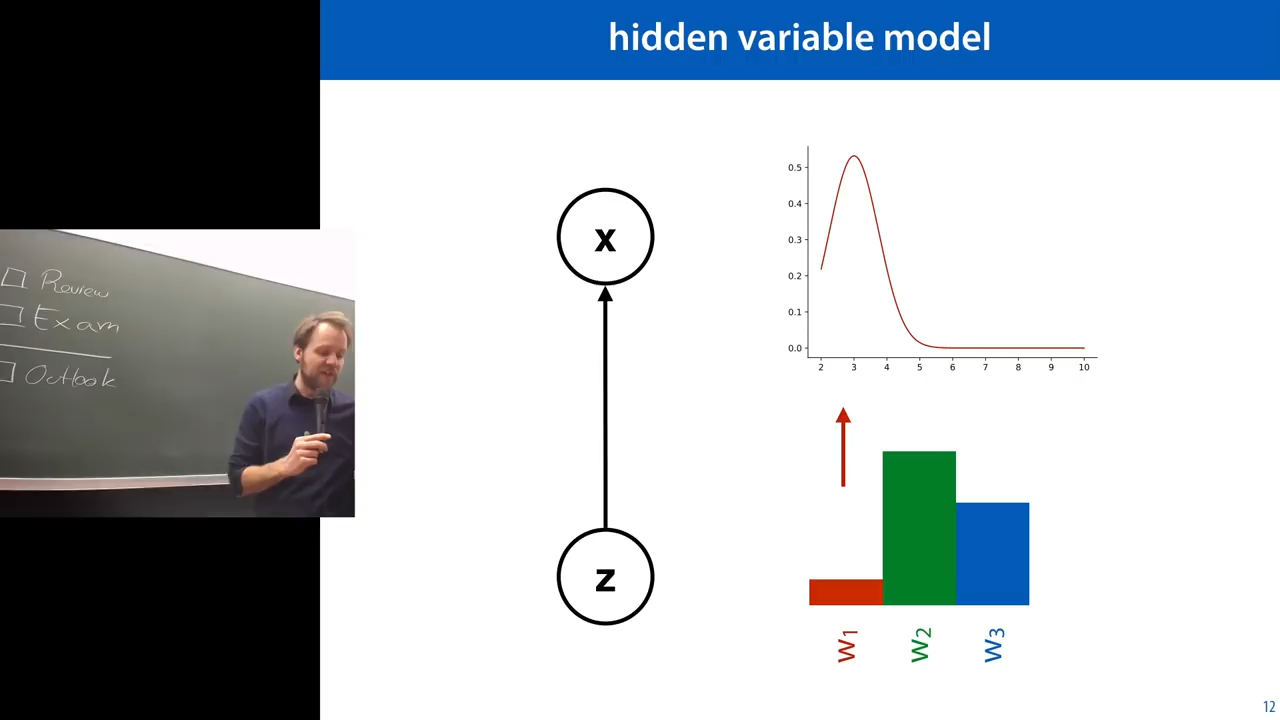 hidden variable model
Review
Exam
Outlook
x
z
0.5
0.4
0.3
0.2
0.1
0.0
2 3 4 5 6 7 8 9 10
w1
w2
w3
12